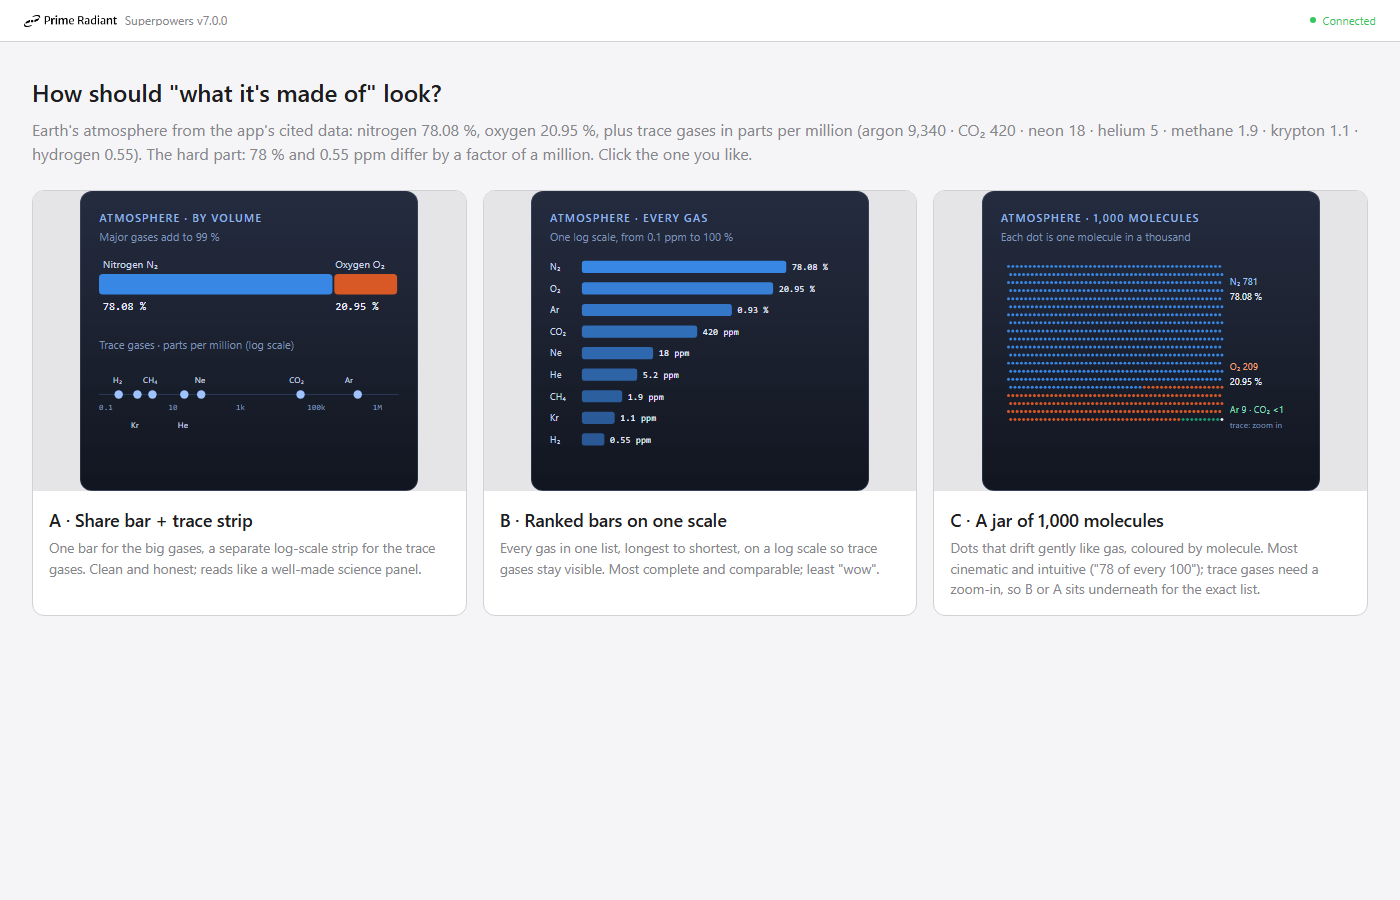 Prime Radiant Superpowers v7.0.0
Connected
How should "what it's made of" look?
Earth's atmosphere from the app's cited data: nitrogen 78.08 %, oxygen 20.95 %, plus trace gases in parts per million (argon 9,340 · CO₂ 420 · neon 18 · helium 5 · methane 1.9 · krypton 1.1 ·
hydrogen 0.55). The hard part: 78 % and 0.55 ppm differ by a factor of a million. Click the one you like.
ATMOSPHERE · BY VOLUME
Major gases add to 99 %
Nitrogen N₂ Oxygen O₂
78.08 % 20.95 %
Trace gases · parts per million (log scale)
H₂ CH₄ Ne CO₂ Ar
0.1 10 1k 100k 1M
Kr He
A · Share bar + trace strip
One bar for the big gases, a separate log-scale strip for the trace
gases. Clean and honest; reads like a well-made science panel.
ATMOSPHERE · EVERY GAS
One log scale, from 0.1 ppm to 100 %
N₂ 78.08 %
O₂ 20.95 %
Ar 0.93 %
CO₂ 420 ppm
Ne 18 ppm
He 5.2 ppm
CH₄ 1.9 ppm
Kr 1.1 ppm
H₂ 0.55 ppm
B · Ranked bars on one scale
Every gas in one list, longest to shortest, on a log scale so trace
gases stay visible. Most complete and comparable; least "wow".
ATMOSPHERE · 1,000 MOLECULES
Each dot is one molecule in a thousand
N₂ 781
78.08 %
O₂ 209
20.95 %
Ar 9 · CO₂ <1
trace: zoom in
C · A jar of 1,000 molecules
Dots that drift gently like gas, coloured by molecule. Most
cinematic and intuitive ("78 of every 100"); trace gases need a
zoom-in, so B or A sits underneath for the exact list.